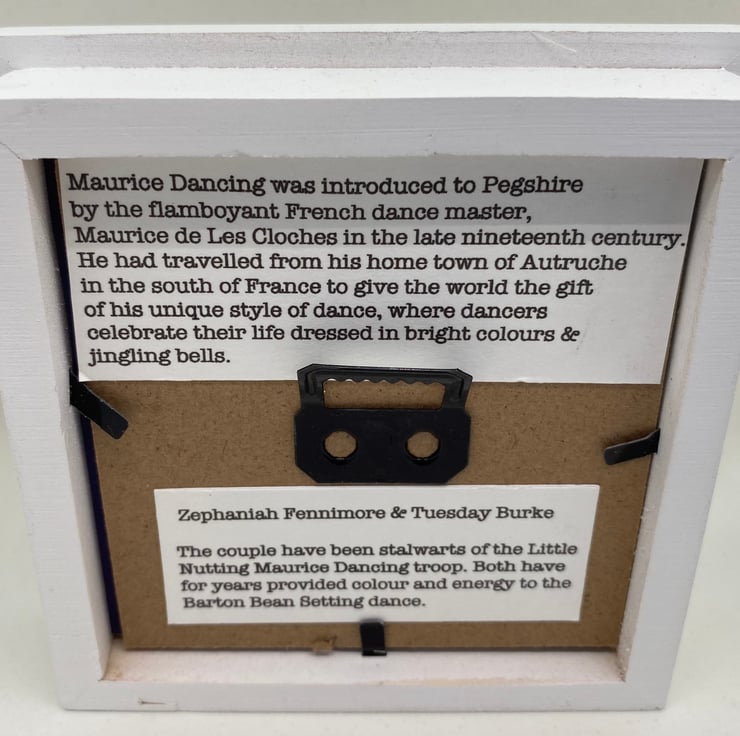 Maurice Dancing was introduced to Pegshire
by the flamboyant French dance master,
Maurice de Les Cloches in the late nineteenth century.
He had travelled from his home town of Autruche
in the south of France to give the world the gift
of his unique style of dance, where dancers
celebrate their life dressed in bright colours &
jingling bells.
Zephaniah Fennimore & Tuesday Burke
The couple have been stalwarts of the Little
Nutting Maurice Dancing troop. Both have
for years provided colour and energy to the
Barton Bean Setting dance.